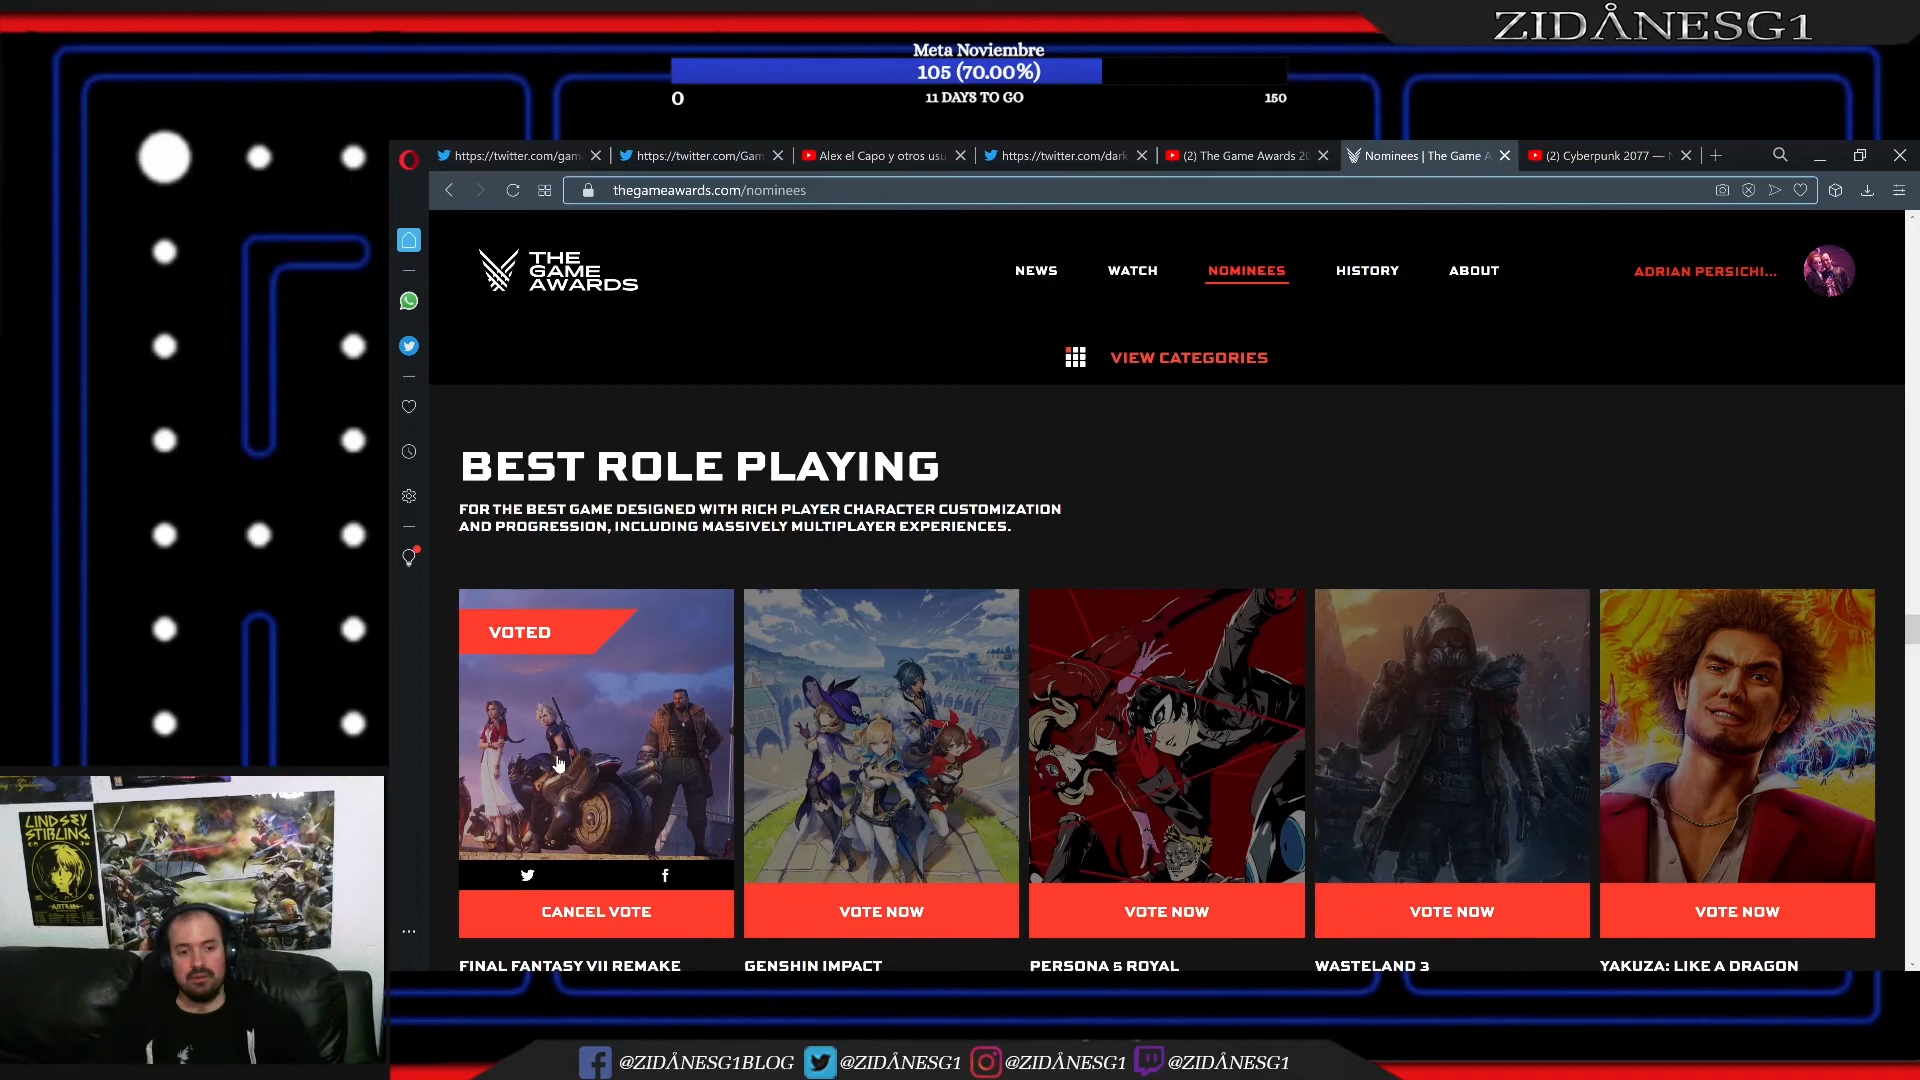 ZIDÅNESG1
Meta Noviembre
105 (70.00%)
0
11 DAYS TO GO
150
https://twitter.com/gam
https://twitter.com/Gam
Alex el Capo y otros usu
https://twitter.com/dark
(2) The Game Awards 20
Nominees | The Game A
(2) Cyberpunk 2077 —
thegameawards.com/nominees
THE
GAME
AWARDS
NEWS
WATCH
NOMINEES
HISTORY
ABOUT
ADRIAN PERSICHI...
VIEW CATEGORIES
BEST ROLE PLAYING
FOR THE BEST GAME DESIGNED WITH RICH PLAYER CHARACTER CUSTOMIZATION
AND PROGRESSION, INCLUDING MASSIVELY MULTIPLAYER EXPERIENCES.
VOTED
CANCEL VOTE
VOTE NOW
VOTE NOW
VOTE NOW
VOTE NOW
FINAL FANTASY VII REMAKE
GENSHIN IMPACT
PERSONA 5 ROYAL
WASTELAND 3
YAKUZA: LIKE A DRAGON
LINDSEY
STIRLING
@ZIDÅNESG1BLOG
@ZIDÅNESG1
@ZIDÅNESG1
@ZIDÅNESG1